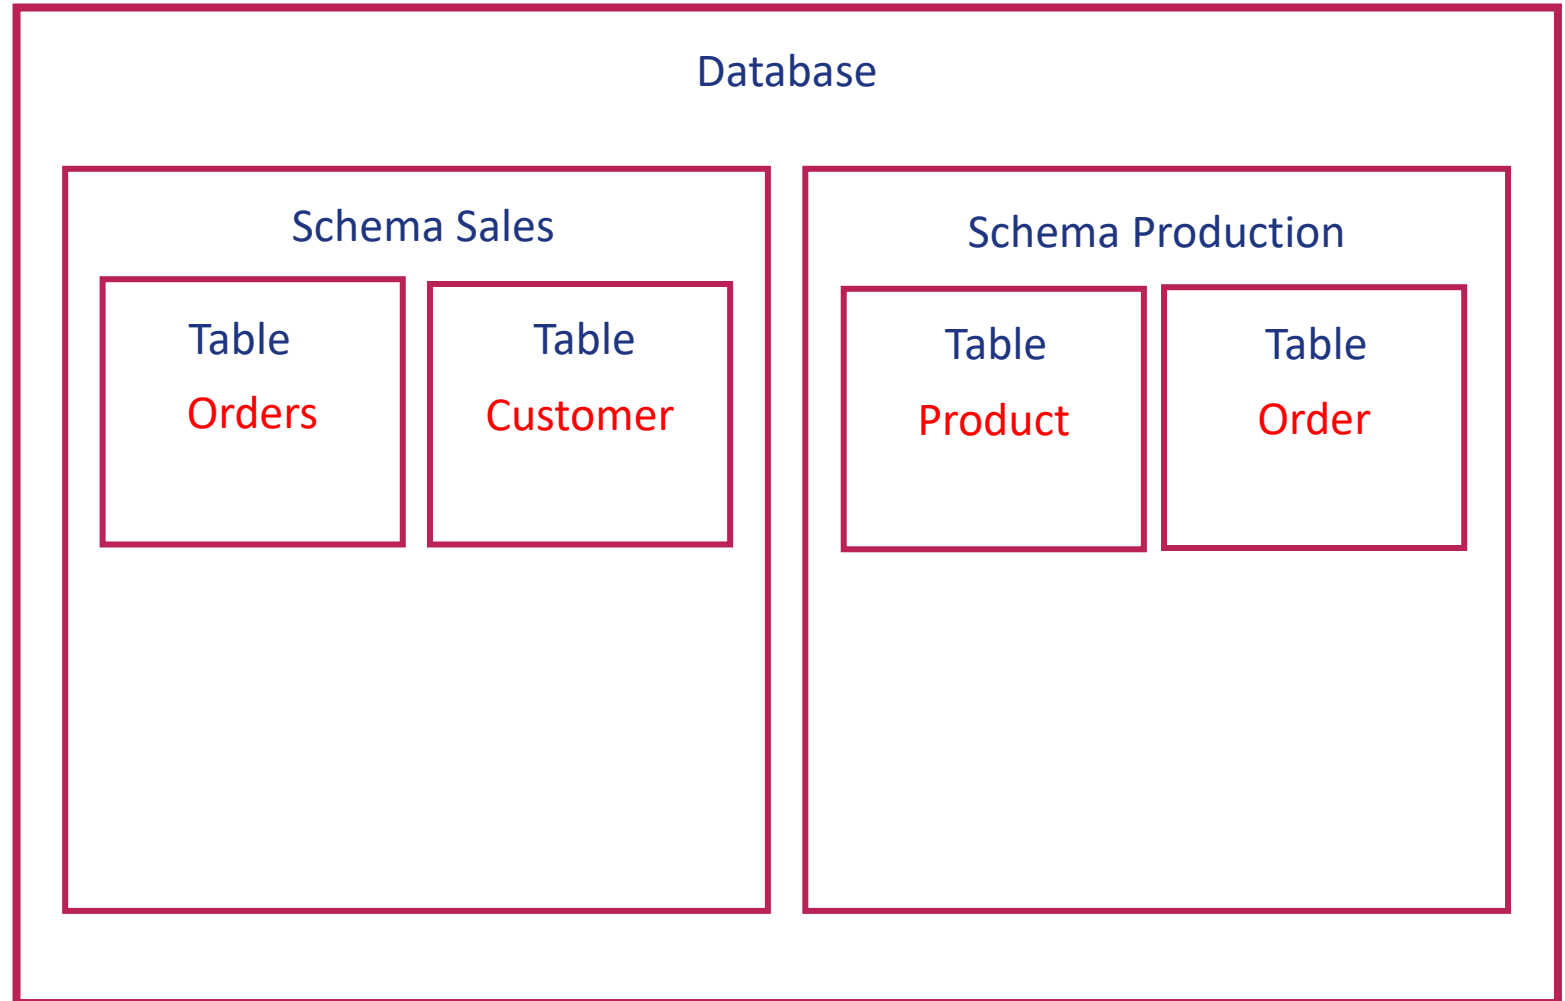 Database
Schema Sales
Table
Orders
Table
Customer
Schema Production
Table
Product
Table
Order